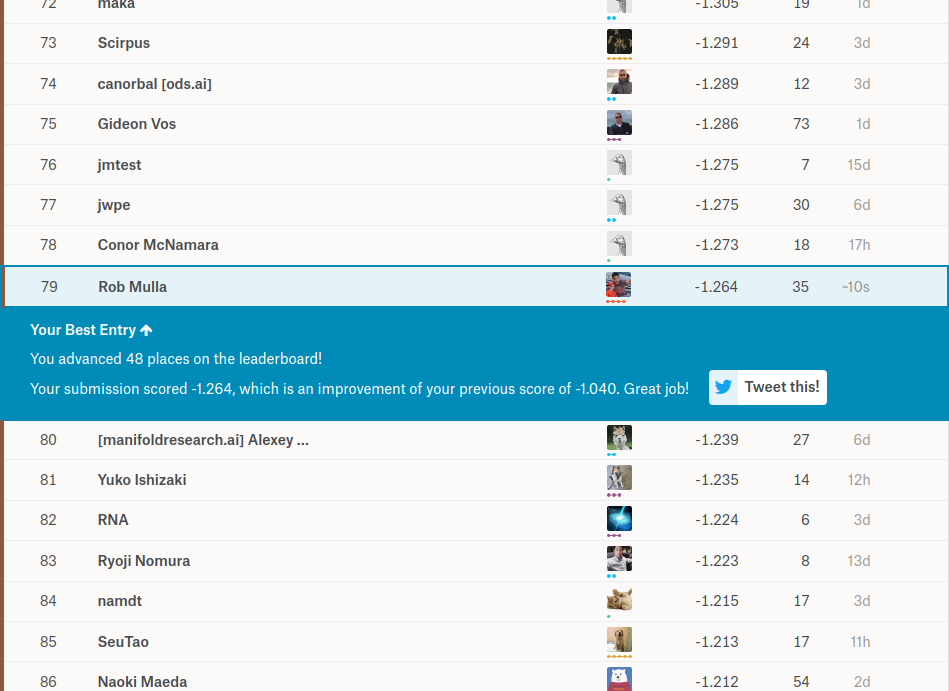 72 maka -1.305 19 1d
73 Scirpus -1.291 24 3d
74 canorbal [ods.ai] -1.289 12 3d
75 Gideon Vos -1.286 73 1d
76 jmtest -1.275 7 15d
77 jwpe -1.275 30 6d
78 Conor McNamara -1.273 18 17h
79 Rob Mulla -1.264 35 ~10s
Your Best Entry ↑
You advanced 48 places on the leaderboard!
Your submission scored -1.264, which is an improvement of your previous score of -1.040. Great job! Tweet this!
80 [manifoldresearch.ai] Alexey ... -1.239 27 6d
81 Yuko Ishizaki -1.235 14 12h
82 RNA -1.224 6 3d
83 Ryoji Nomura -1.223 8 13d
84 namdt -1.215 17 3d
85 SeuTao -1.213 17 11h
86 Naoki Maeda -1.212 54 2d